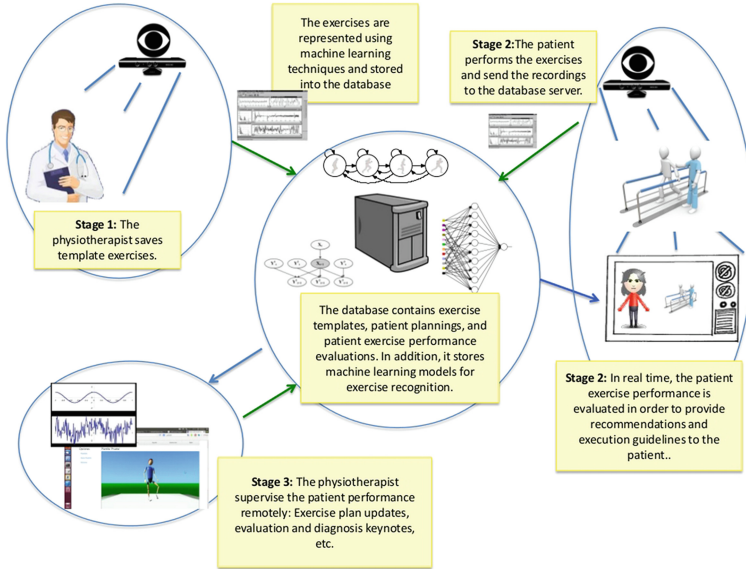 The exercises are
represented using
machine learning
techniques and stored
into the database
Stage 2:The patient
performs the exercises
and send the recordings
to the database server.
Stage 1: The
physiotherapist saves
template exercises.
The database contains exercise
templates, patient plannings, and
patient exercise performance
evaluations. In addition, it stores
machine learning models for
exercise recognition.
Stage 2: In real time, the patient
exercise performance is
evaluated in order to provide
recommendations and
execution guidelines to the
patient..
Stage 3: The physiotherapist
supervise the patient performance
remotely: Exercise plan updates,
evaluation and diagnosis keynotes,
etc.